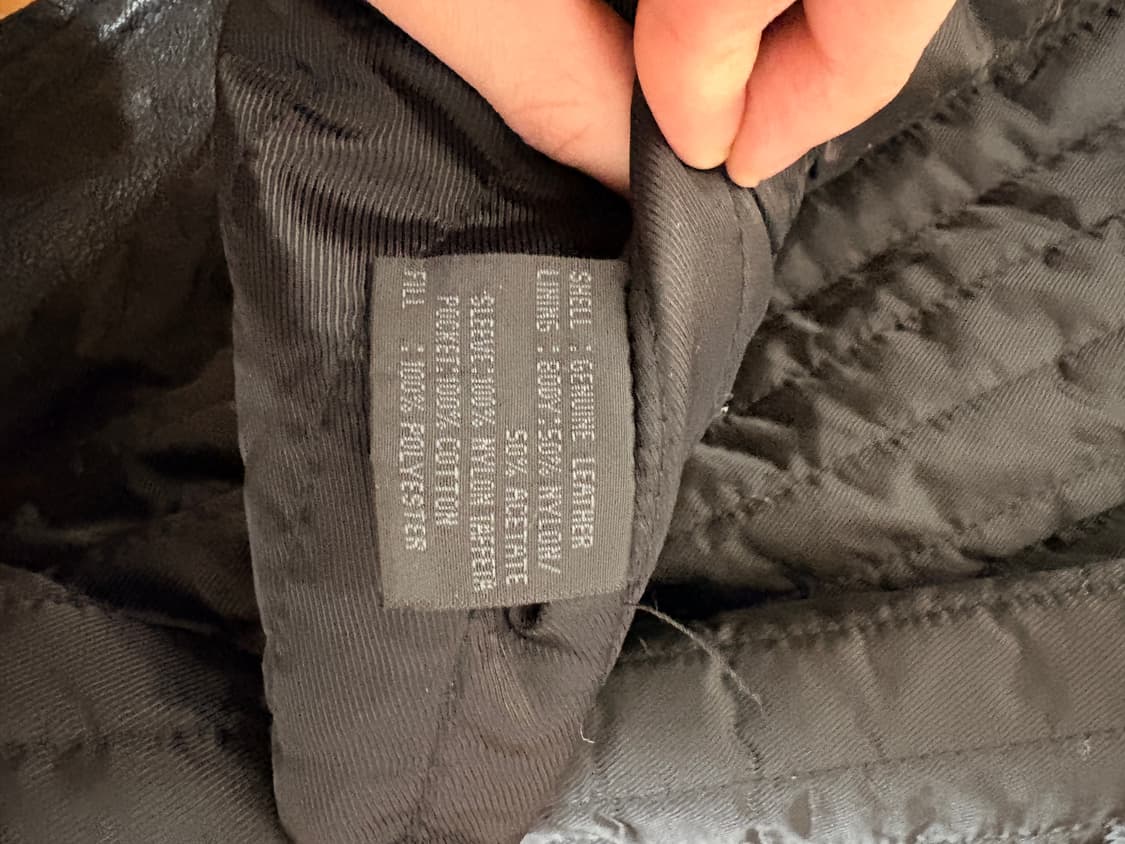 SHELL : GENUINE LEATHER
LINING : BODY:50% NYLON/
50% ACETATE
SLEEVE:100% NYLON TAFFETA
POCKET:100% COTTON
FILL : 100% POLYESTER